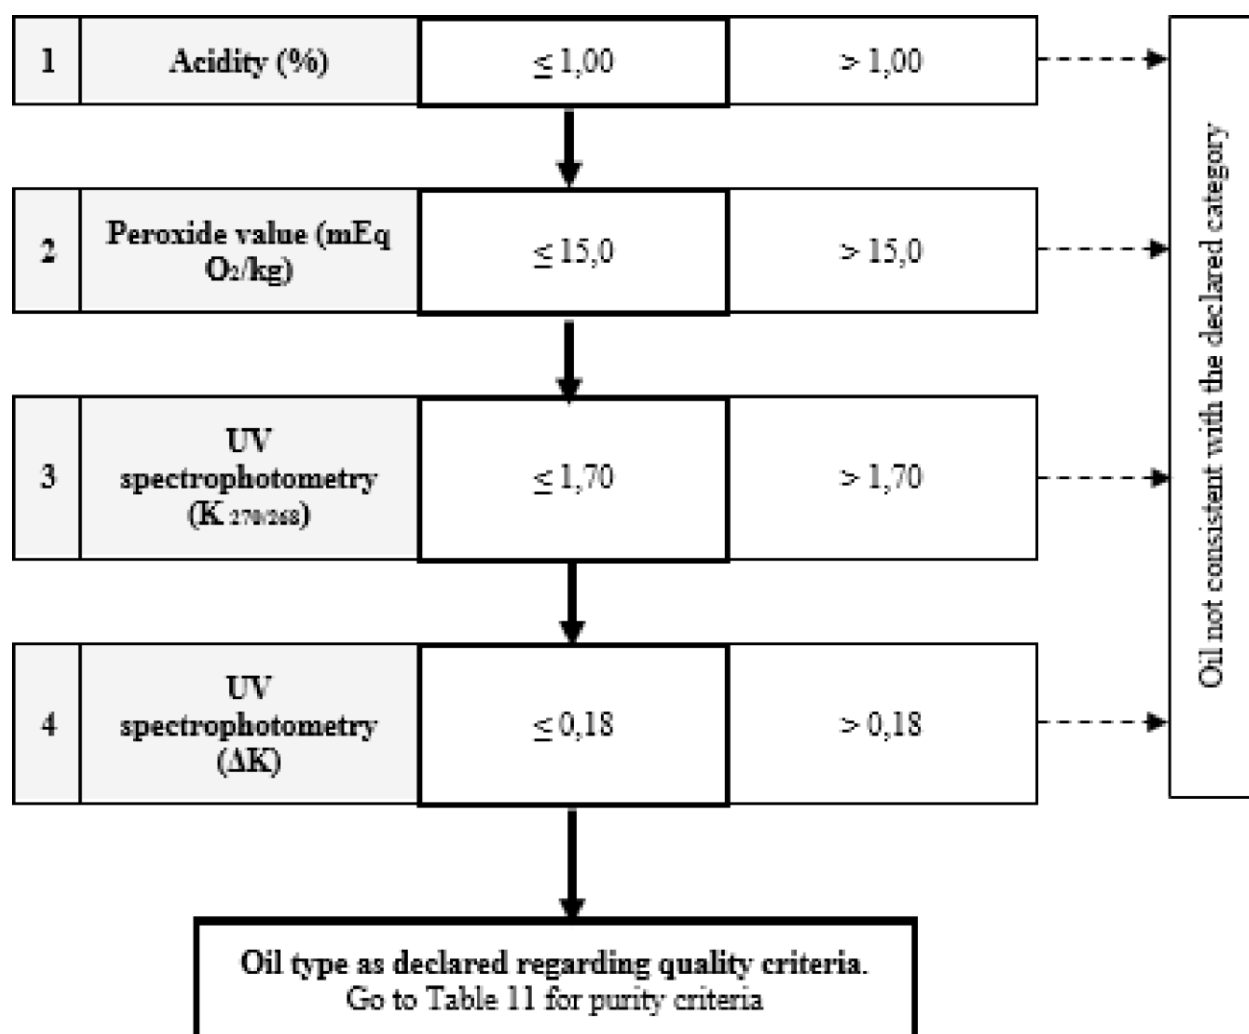 1 Acidity (%) ≤ 1,00 > 1,00
2 Peroxide value (mEq
O₂/kg) ≤ 15,0 > 15,0
3 UV
spectrophotometry
(K 270/268) ≤ 1,70 > 1,70
4 UV
spectrophotometry
(ΔK) ≤ 0,18 > 0,18
Oil not consistent with the declared category
Oil type as declared regarding quality criteria.
Go to Table 11 for purity criteria